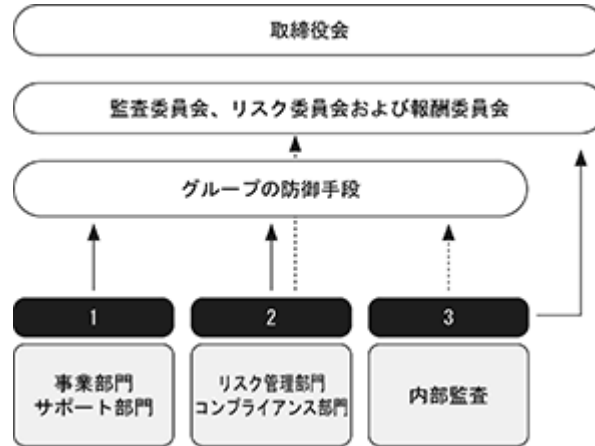 取締役会
監査委員会、リスク委員会および報酬委員会
グループの防御手段
1
2
3
事業部門
サポート部門
リスク管理部門
コンプライアンス部門
内部監査